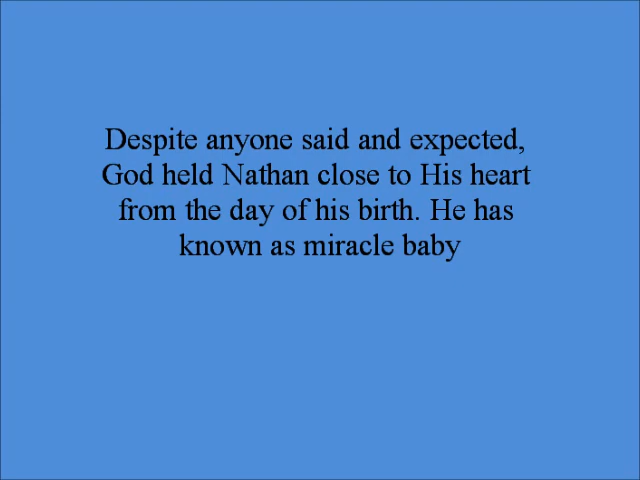 Despite anyone said and expected,
God held Nathan close to His heart
from the day of his birth. He has
known as miracle baby